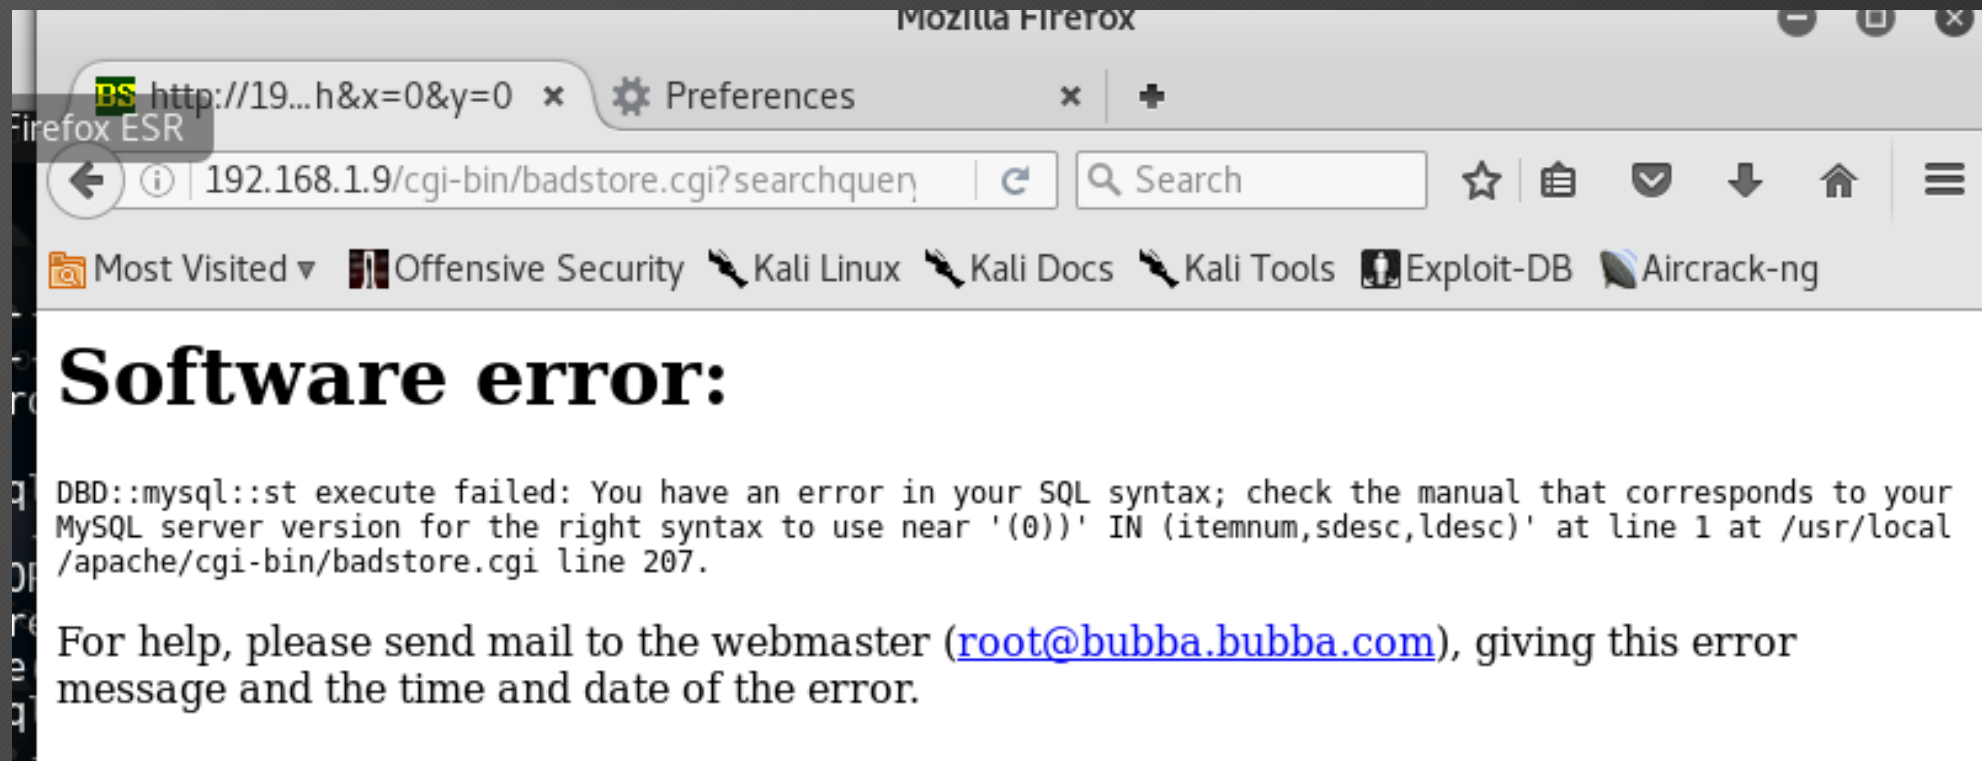 Mozilla Firefox
BS http://19...h&x=0&y=0 Preferences
Firefox ESR
192.168.1.9/cgi-bin/badstore.cgi?searchquery Search
Most Visited Offensive Security Kali Linux Kali Docs Kali Tools Exploit-DB Aircrack-ng
Software error:
DBD::mysql::st execute failed: You have an error in your SQL syntax; check the manual that corresponds to your
MySQL server version for the right syntax to use near '(0))' IN (itemnum,sdesc,ldesc)' at line 1 at /usr/local
/apache/cgi-bin/badstore.cgi line 207.
For help, please send mail to the webmaster (root@bubba.bubba.com), giving this error
message and the time and date of the error.